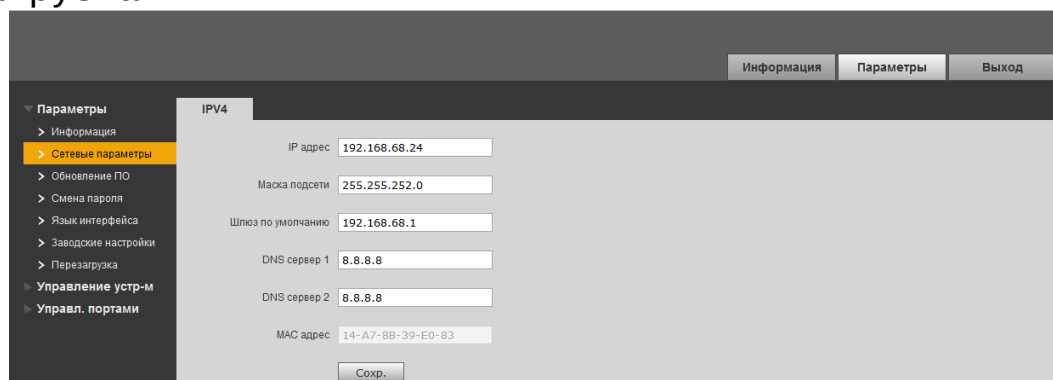 Информация Параметры Выход
Параметры
Информация
Сетевые параметры
Обновление ПО
Смена пароля
Язык интерфейса
Заводские настройки
Перезагрузка
Управление устр-м
Управл. портами
IPV4
IP адрес 192.168.68.24
Маска подсети 255.255.252.0
Шлюз по умолчанию 192.168.68.1
DNS сервер 1 8.8.8.8
DNS сервер 2 8.8.8.8
MAC адрес 14-A7-8B-39-E0-83
Сохр.